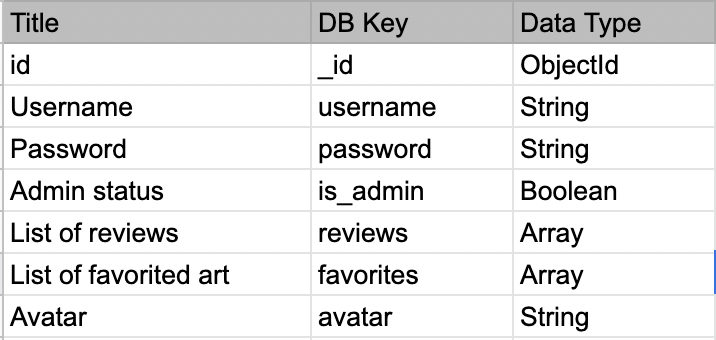 Title DB Key Data Type
id _id ObjectId
Username username String
Password password String
Admin status is_admin Boolean
List of reviews reviews Array
List of favorited art favorites Array
Avatar avatar String